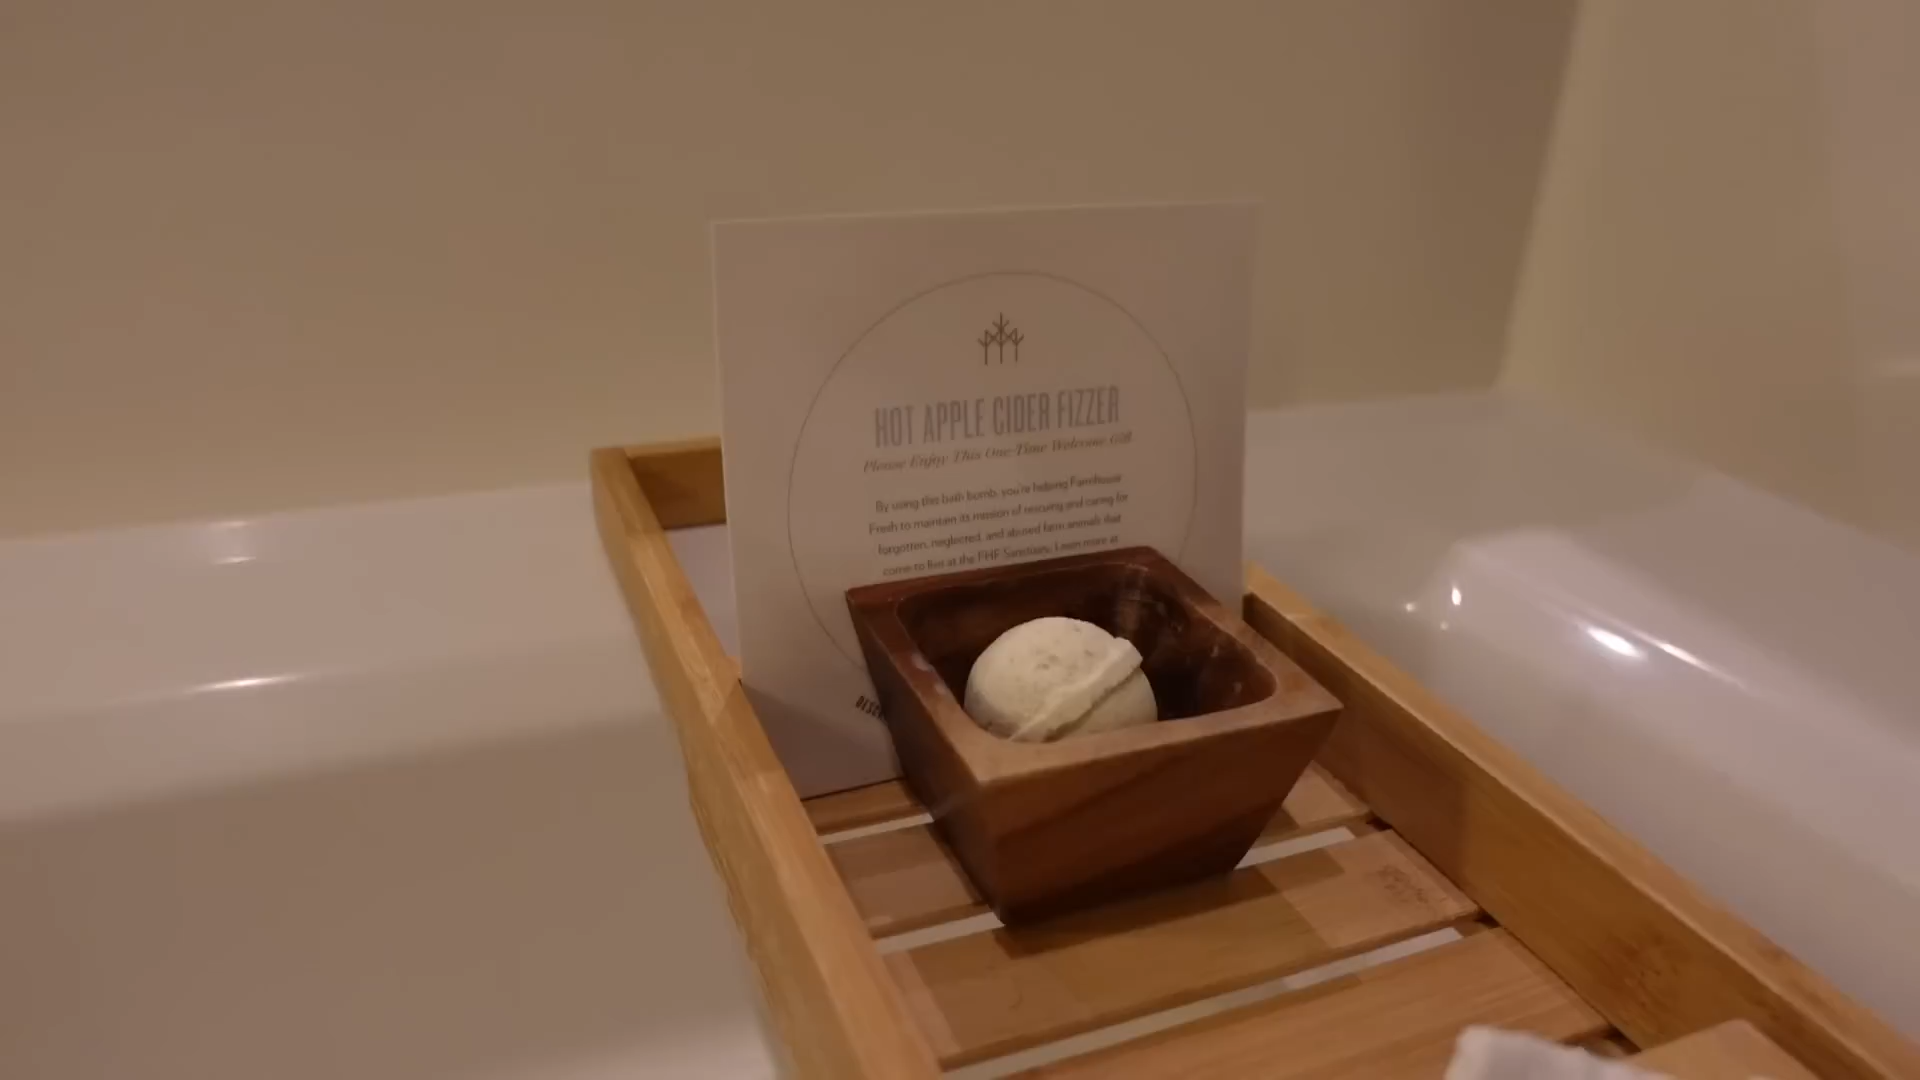 HOT APPLE CIDER FIZZER
Please Enjoy This One-Time Welcome Gift
By using this bath bomb, you're helping Farmhouse
Fresh to maintain its mission of rescuing and caring for
forgotten, neglected, and abused farm animals that
come to live at the FHF Sanctuary. Learn more at